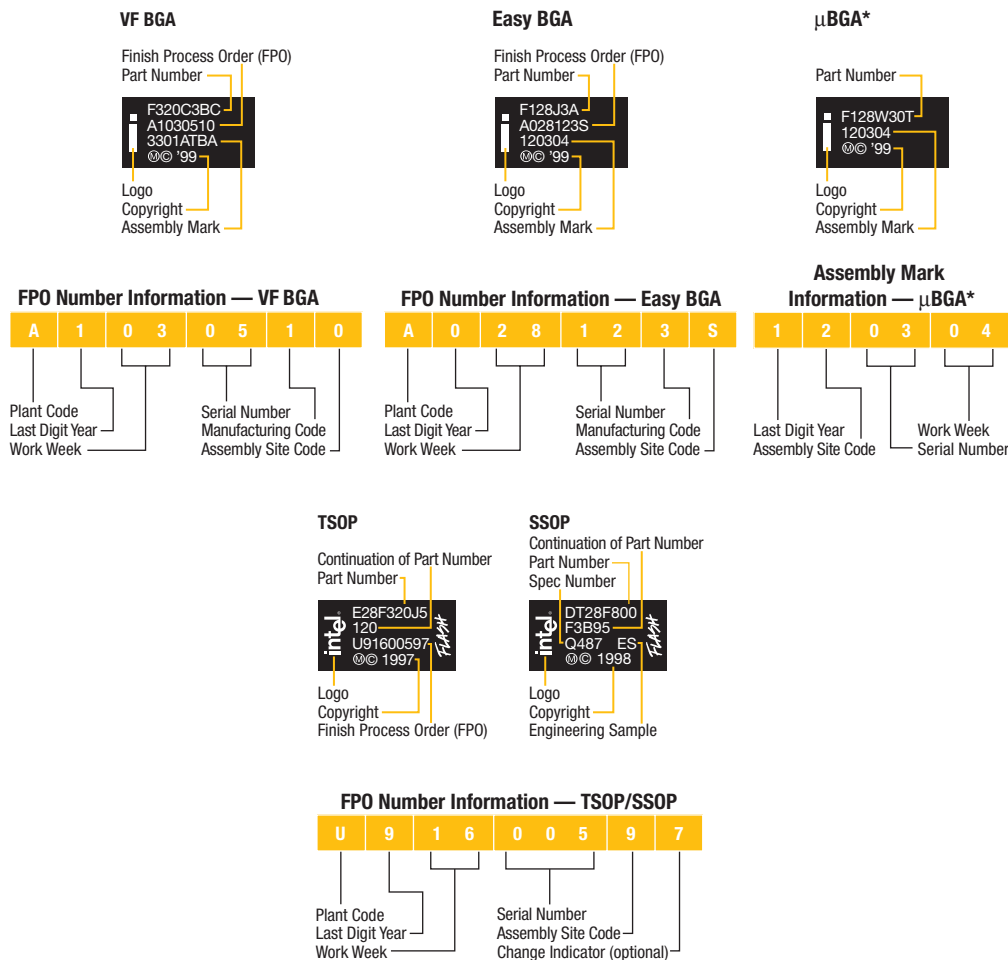 VF BGA
Finish Process Order (FPO)
Part Number
F320C3BC
A1030510
3301ATBA
Ⓜ© '99
Logo
Copyright
Assembly Mark
Easy BGA
Finish Process Order (FPO)
Part Number
F128J3A
A028123S
120304
Ⓜ© '99
Logo
Copyright
Assembly Mark
µBGA*
Part Number
F128W30T
120304
Ⓜ© '99
Logo
Copyright
Assembly Mark
FPO Number Information — VF BGA
A 1 0 3 0 5 1 0
Plant Code
Last Digit Year
Work Week
Serial Number
Manufacturing Code
Assembly Site Code
FPO Number Information — Easy BGA
A 0 2 8 1 2 3 S
Plant Code
Last Digit Year
Work Week
Serial Number
Manufacturing Code
Assembly Site Code
Assembly Mark
Information — µBGA*
1 2 0 3 0 4
Last Digit Year
Assembly Site Code
Work Week
Serial Number
TSOP
Continuation of Part Number
Part Number
intel®
E28F320J5
120
U91600597
Ⓜ© 1997
FLASH
Logo
Copyright
Finish Process Order (FPO)
SSOP
Continuation of Part Number
Part Number
Spec Number
intel®
DT28F800
F3B95
Q487 ES
Ⓜ© 1998
FLASH
Logo
Copyright
Engineering Sample
FPO Number Information — TSOP/SSOP
U 9 1 6 0 0 5 9 7
Plant Code
Last Digit Year
Work Week
Serial Number
Assembly Site Code
Change Indicator (optional)